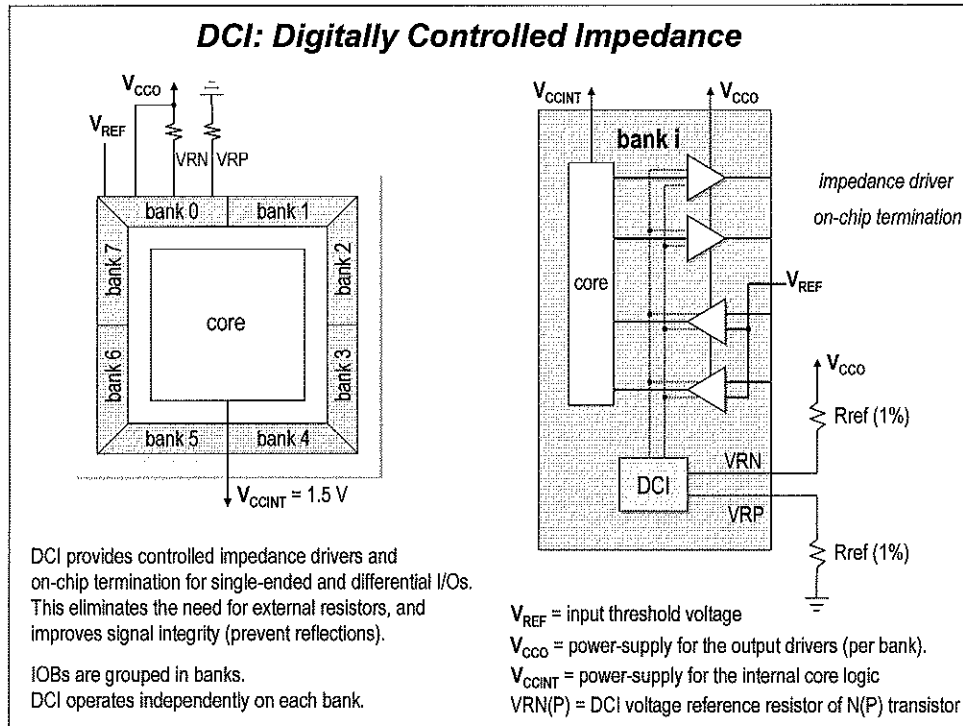 DCI: Digitally Controlled Impedance
VCCO
VREF
VRN
VRP
bank 0
bank 1
bank 7
bank 2
core
bank 6
bank 3
bank 5
bank 4
VCCINT = 1.5 V
DCI provides controlled impedance drivers and
on-chip termination for single-ended and differential I/Os.
This eliminates the need for external resistors, and
improves signal integrity (prevent reflections).
IOBs are grouped in banks.
DCI operates independently on each bank.
VCCINT
VCCO
bank i
impedance driver
on-chip termination
core
VREF
VCCO
Rref (1%)
VRN
DCI
VRP
Rref (1%)
VREF = input threshold voltage
VCCO = power-supply for the output drivers (per bank).
VCCINT = power-supply for the internal core logic
VRN(P) = DCI voltage reference resistor of N(P) transistor